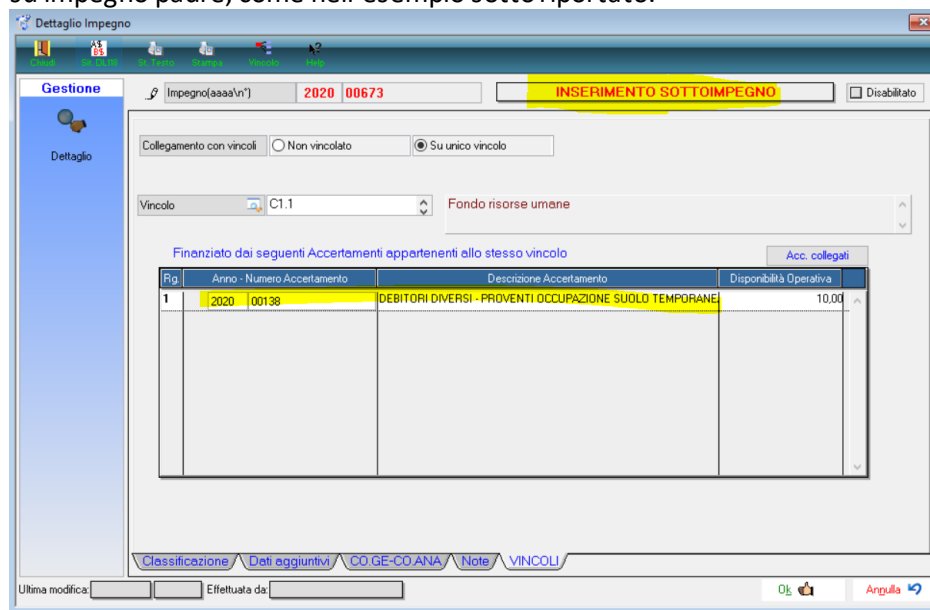 su impegno padre, come nell'esempio sotto riportato:
Dettaglio Impegno
Chiudi Sit DL118 St. Testo Stampa Vincolo Help
Gestione
Impegno(aaaa\n°) 2020 00673 INSERIMENTO SOTTOIMPEGNO Disabilitato
Dettaglio
Collegamento con vincoli Non vincolato Su unico vincolo
Vincolo C1.1 Fondo risorse umane
Finanziato dai seguenti Accertamenti appartenenti allo stesso vincolo Acc. collegati
Rg. Anno - Numero Accertamento Descrizione Accertamento Disponibilità Operativa
1 2020 00138 DEBITORI DIVERSI - PROVENTI OCCUPAZIONE SUOLO TEMPORANE 10,00
Classificazione Dati aggiuntivi CO.GE-CO.ANA Note VINCOLI
Ultima modifica: Effettuata da: Ok Annulla